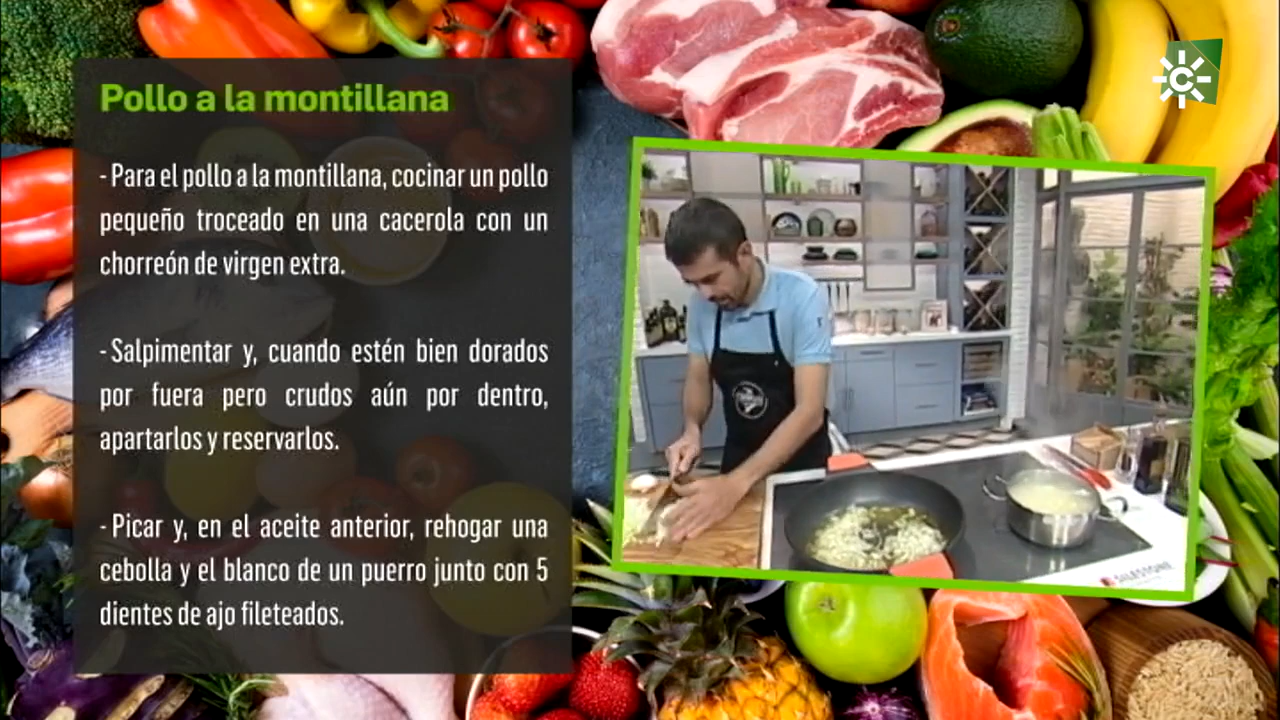 Pollo a la montillana
- Para el pollo a la montillana, cocinar un pollo
pequeño troceado en una cacerola con un
chorreón de virgen extra.
- Salpimentar y, cuando estén bien dorados
por fuera pero crudos aún por dentro,
apartarlos y reservarlos.
- Picar y, en el aceite anterior, rehogar una
cebolla y el blanco de un puerro junto con 5
dientes de ajo fileteados.
SILESTONE